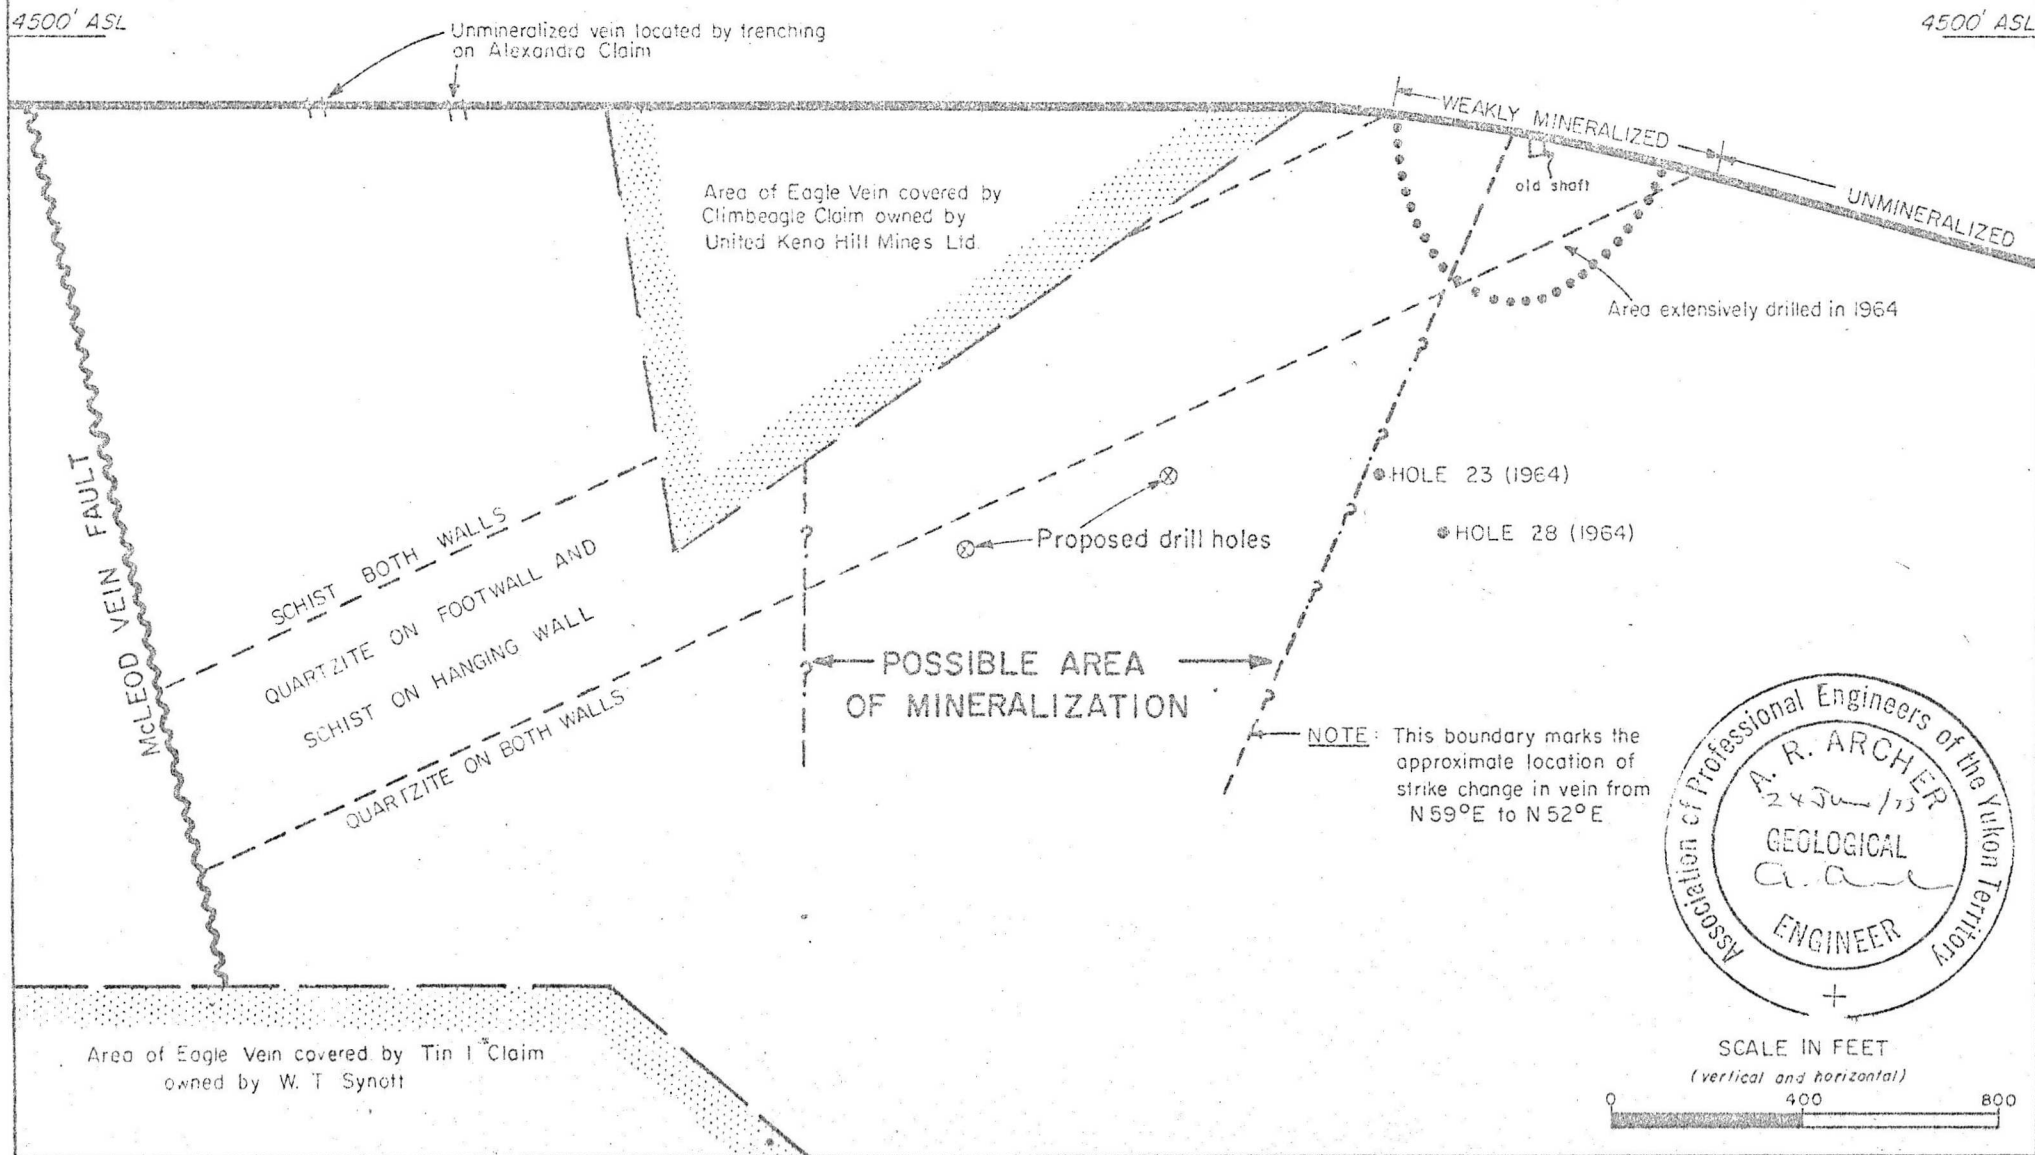 4500' ASL
4500' ASL
Unmineralized vein located by trenching
on Alexandra Claim
WEAKLY MINERALIZED
UNMINERALIZED
old shaft
Area of Eagle Vein covered by
Climbeagle Claim owned by
United Keno Hill Mines Ltd.
Area extensively drilled in 1964
McLEOD VEIN FAULT
HOLE 23 (1964)
HOLE 28 (1964)
Proposed drill holes
SCHIST BOTH WALLS
QUARTZITE ON FOOTWALL AND
SCHIST ON HANGING WALL
QUARTZITE ON BOTH WALLS
?
?
?
?
?
?
?
POSSIBLE AREA
OF MINERALIZATION
NOTE: This boundary marks the
approximate location of
strike change in vein from
N 59°E to N 52°E
Association of Professional Engineers of the Yukon Territory
A. R. ARCHER
GEOLOGICAL
ENGINEER
Area of Eagle Vein covered by Tin 1 Claim
owned by W. T Synott
SCALE IN FEET
(vertical and horizontal)
0 400 800